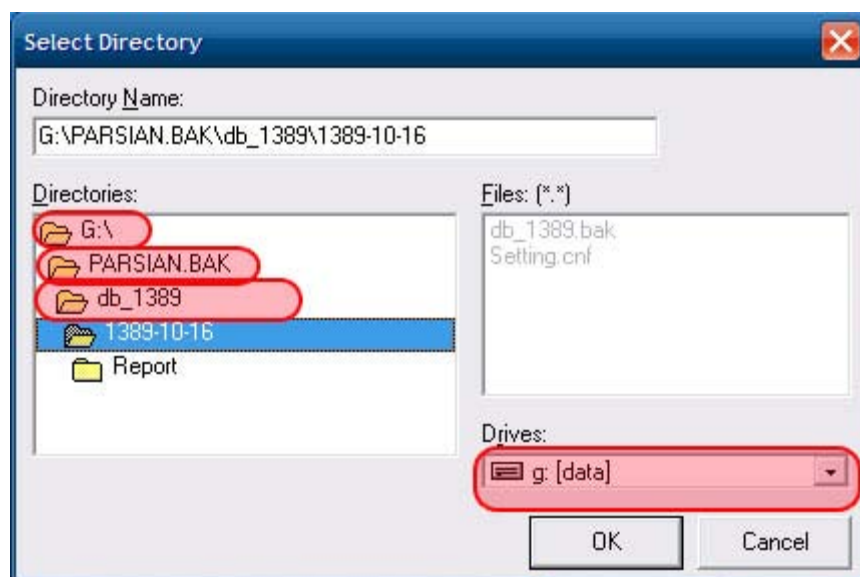 Select Directory
Directory Name:
G:\PARSIAN.BAK\db_1389\1389-10-16
Directories:
G:\
PARSIAN.BAK
db_1389
1389-10-16
Report
Files: (*.*)
db_1389.bak
Setting.cnf
Drives:
g: [data]
OK
Cancel